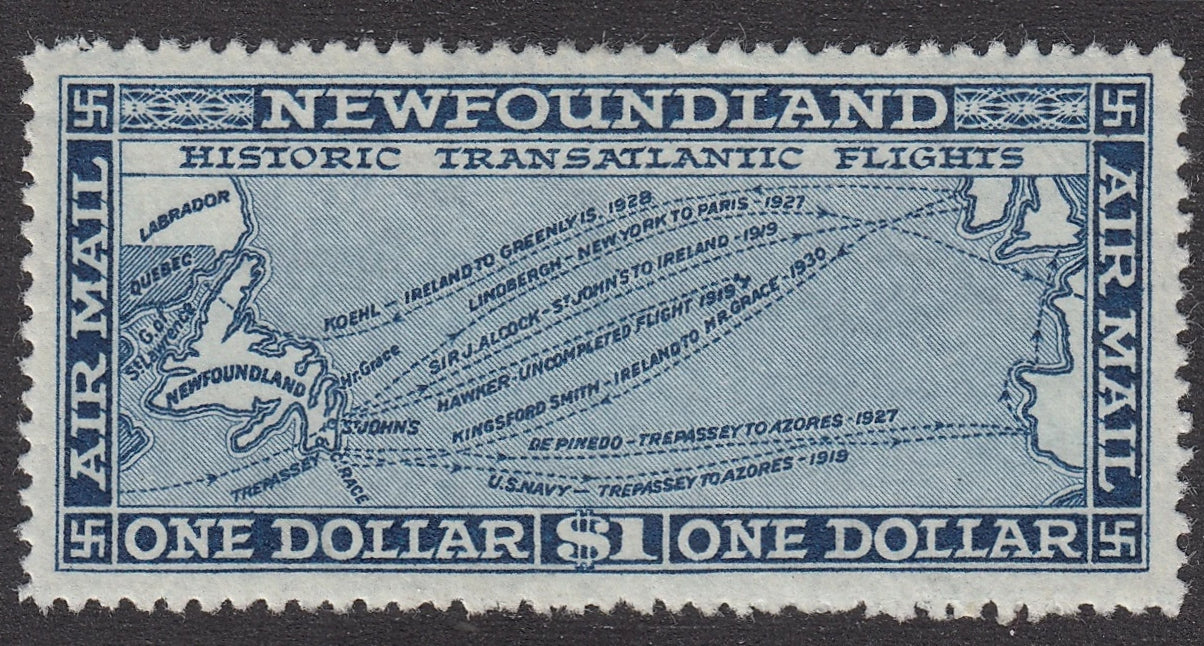 NEWFOUNDLAND
HISTORIC TRANSATLANTIC FLIGHTS
AIR MAIL
AIR MAIL
LABRADOR
QUEBEC
G. of
St. Lawrence
NEWFOUNDLAND
Hr. Grace
ST JOHN'S
TREPASSEY
C. RACE
KOEHL - IRELAND TO GREENLY IS. 1928
LINDBERGH - NEW YORK TO PARIS - 1927
SIR J. ALCOCK - ST JOHN'S TO IRELAND - 1919
HAWKER - UNCOMPLETED FLIGHT 1919
KINGSFORD SMITH - IRELAND TO HR. GRACE - 1930
DE PINEDO - TREPASSEY TO AZORES - 1927
U.S. NAVY - TREPASSEY TO AZORES - 1919
ONE DOLLAR $1 ONE DOLLAR